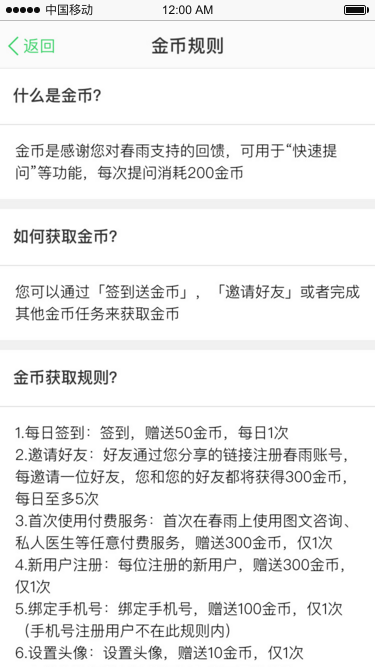 中国移动 12:00 AM
返回 金币规则
什么是金币?
金币是感谢您对春雨支持的回馈，可用于“快速提
问”等功能，每次提问消耗200金币
如何获取金币?
您可以通过「签到送金币」，「邀请好友」或者完成
其他金币任务来获取金币
金币获取规则?
1.每日签到：签到，赠送50金币，每日1次
2.邀请好友：好友通过您分享的链接注册春雨账号，
每邀请一位好友，您和您的好友都将获得300金币，
每日至多5次
3.首次使用付费服务：首次在春雨上使用图文咨询、
私人医生等任意付费服务，赠送300金币，仅1次
4.新用户注册：每位注册的新用户，赠送300金币，
仅1次
5.绑定手机号：绑定手机号，赠送100金币，仅1次
（手机号注册用户不在此规则内）
6.设置头像：设置头像，赠送10金币，仅1次